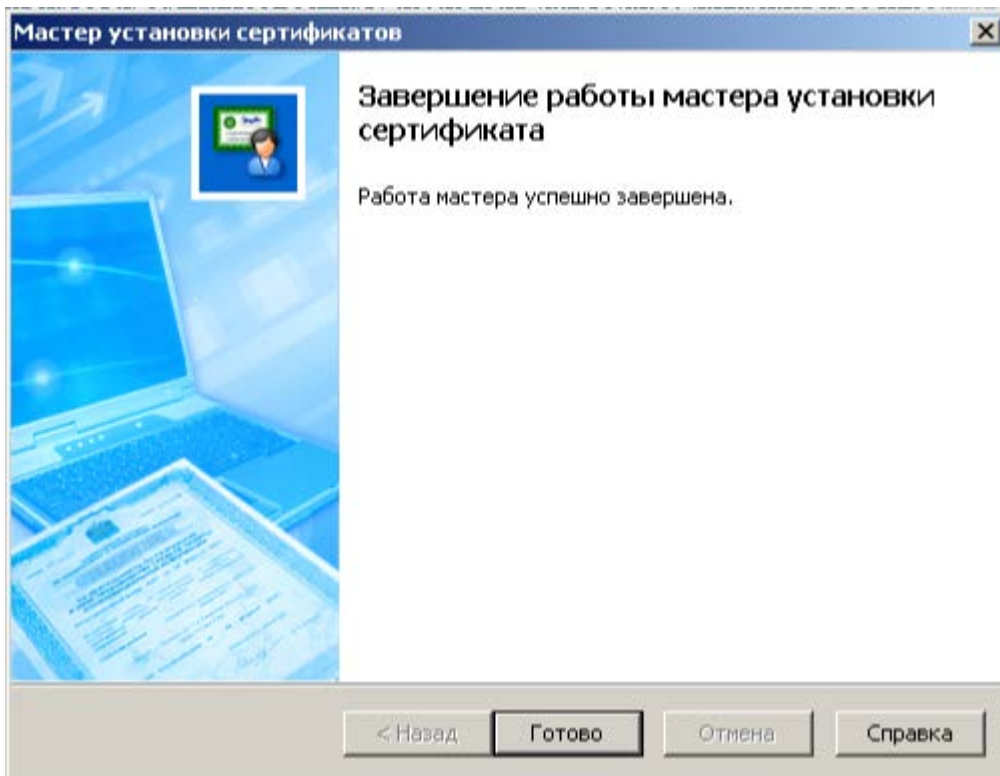 Мастер установки сертификатов
Завершение работы мастера установки
сертификата
Работа мастера успешно завершена.
< Назад
Готово
Отмена
Справка